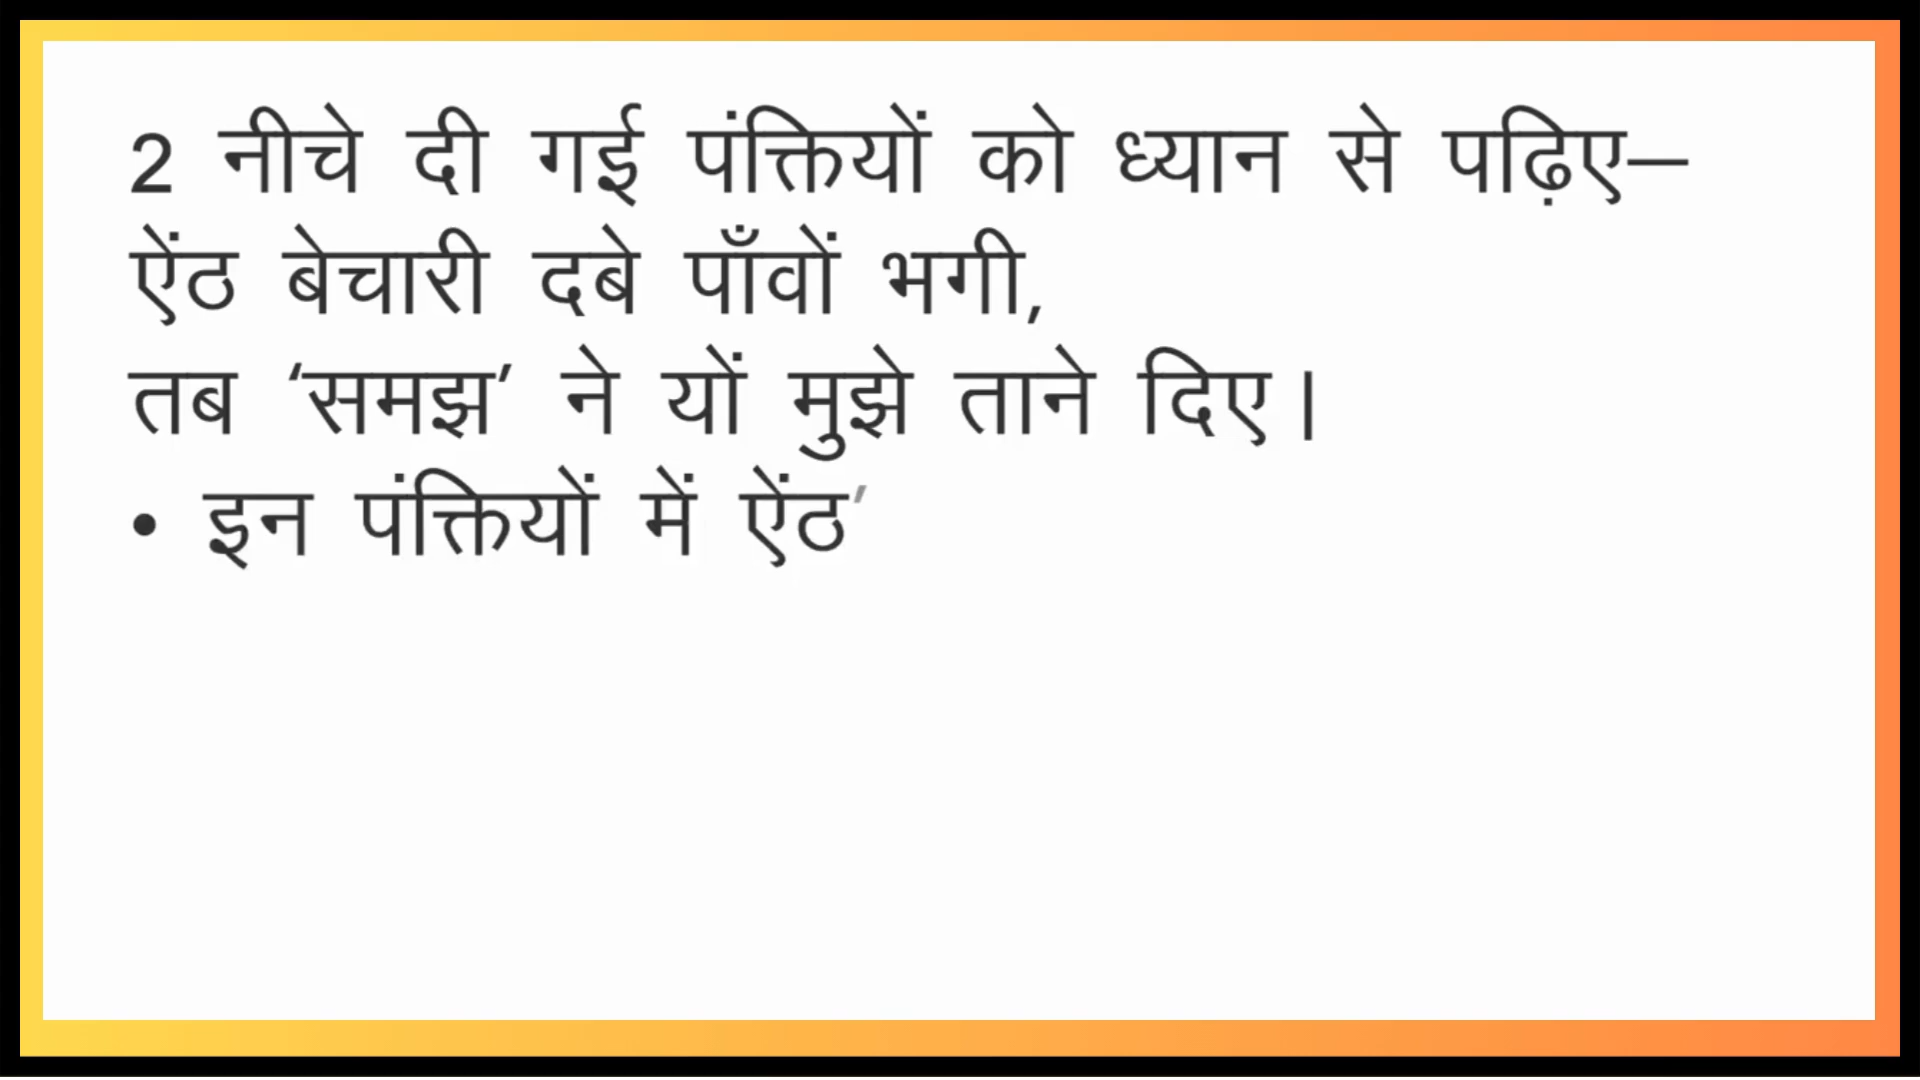 2 नीचे दी गई पंक्तियों को ध्यान से पढ़िए—
ऐंठ बेचारी दबे पाँवों भगी,
तब ‘समझ’ ने यों मुझे ताने दिए।
• इन पंक्तियों में ऐंठ’